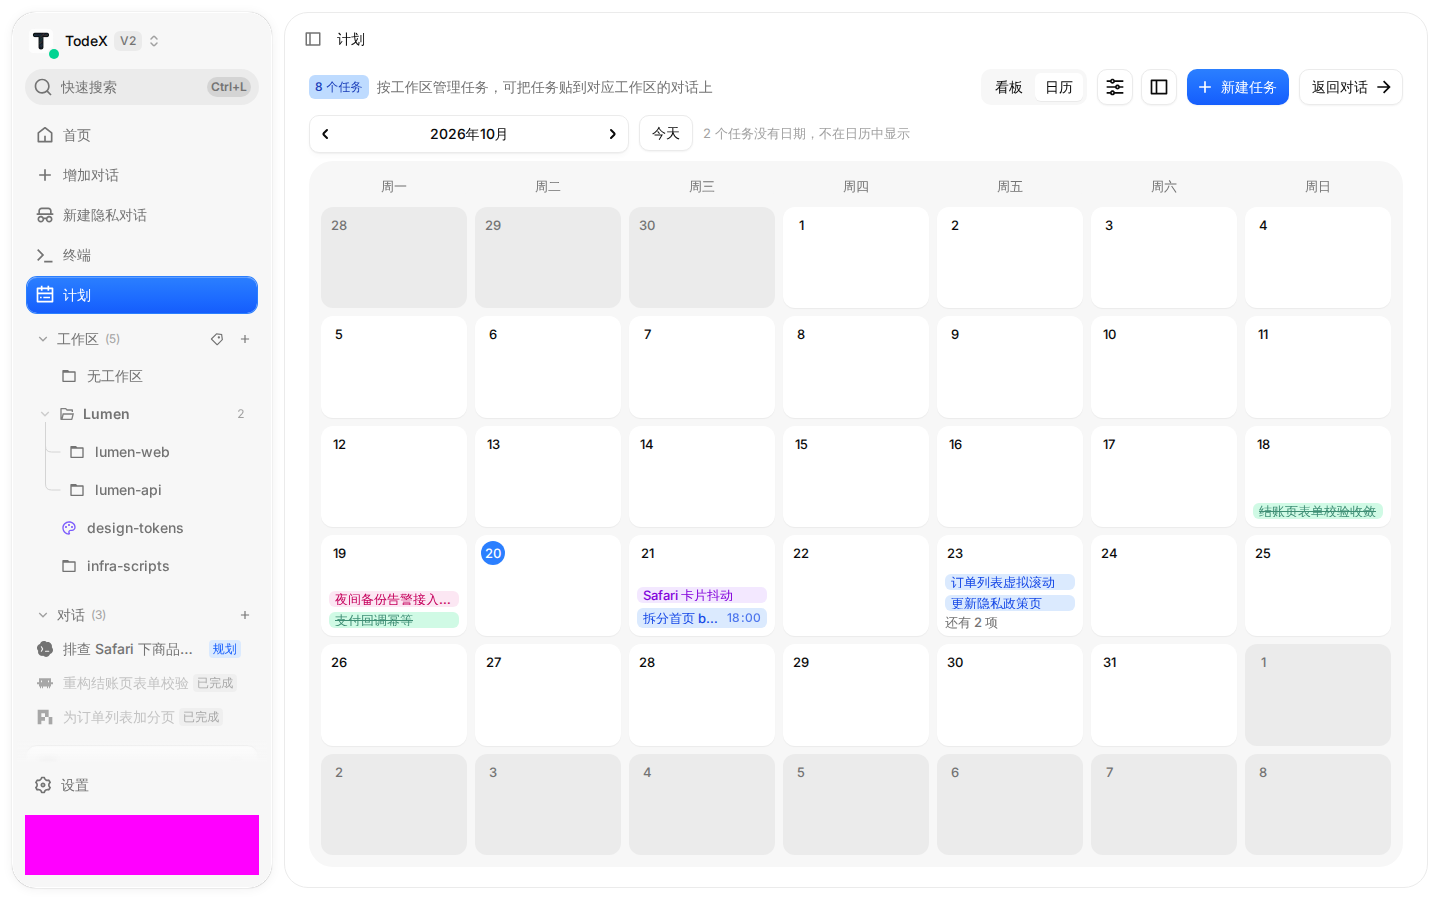 TodeX V2
快速搜索 Ctrl+L
首页
增加对话
新建隐私对话
终端
计划
工作区 (5)
无工作区
Lumen 2
lumen-web
lumen-api
design-tokens
infra-scripts
对话 (3)
排查 Safari 下商品... 规划
重构结账页表单校验 已完成
为订单列表加分页 已完成
设置
计划
8 个任务 按工作区管理任务，可把任务贴到对应工作区的对话上
看板 日历 新建任务 返回对话
2026年10月 今天 2 个任务没有日期，不在日历中显示
周一 周二 周三 周四 周五 周六 周日
28 29 30 1 2 3 4
5 6 7 8 9 10 11
12 13 14 15 16 17 18
结账页表单校验收敛
19 20 21 22 23 24 25
夜间备份告警接入...
支付回调幂等
Safari 卡片抖动
拆分首页 b... 18:00
订单列表虚拟滚动
更新隐私政策页
还有 2 项
26 27 28 29 30 31 1
2 3 4 5 6 7 8